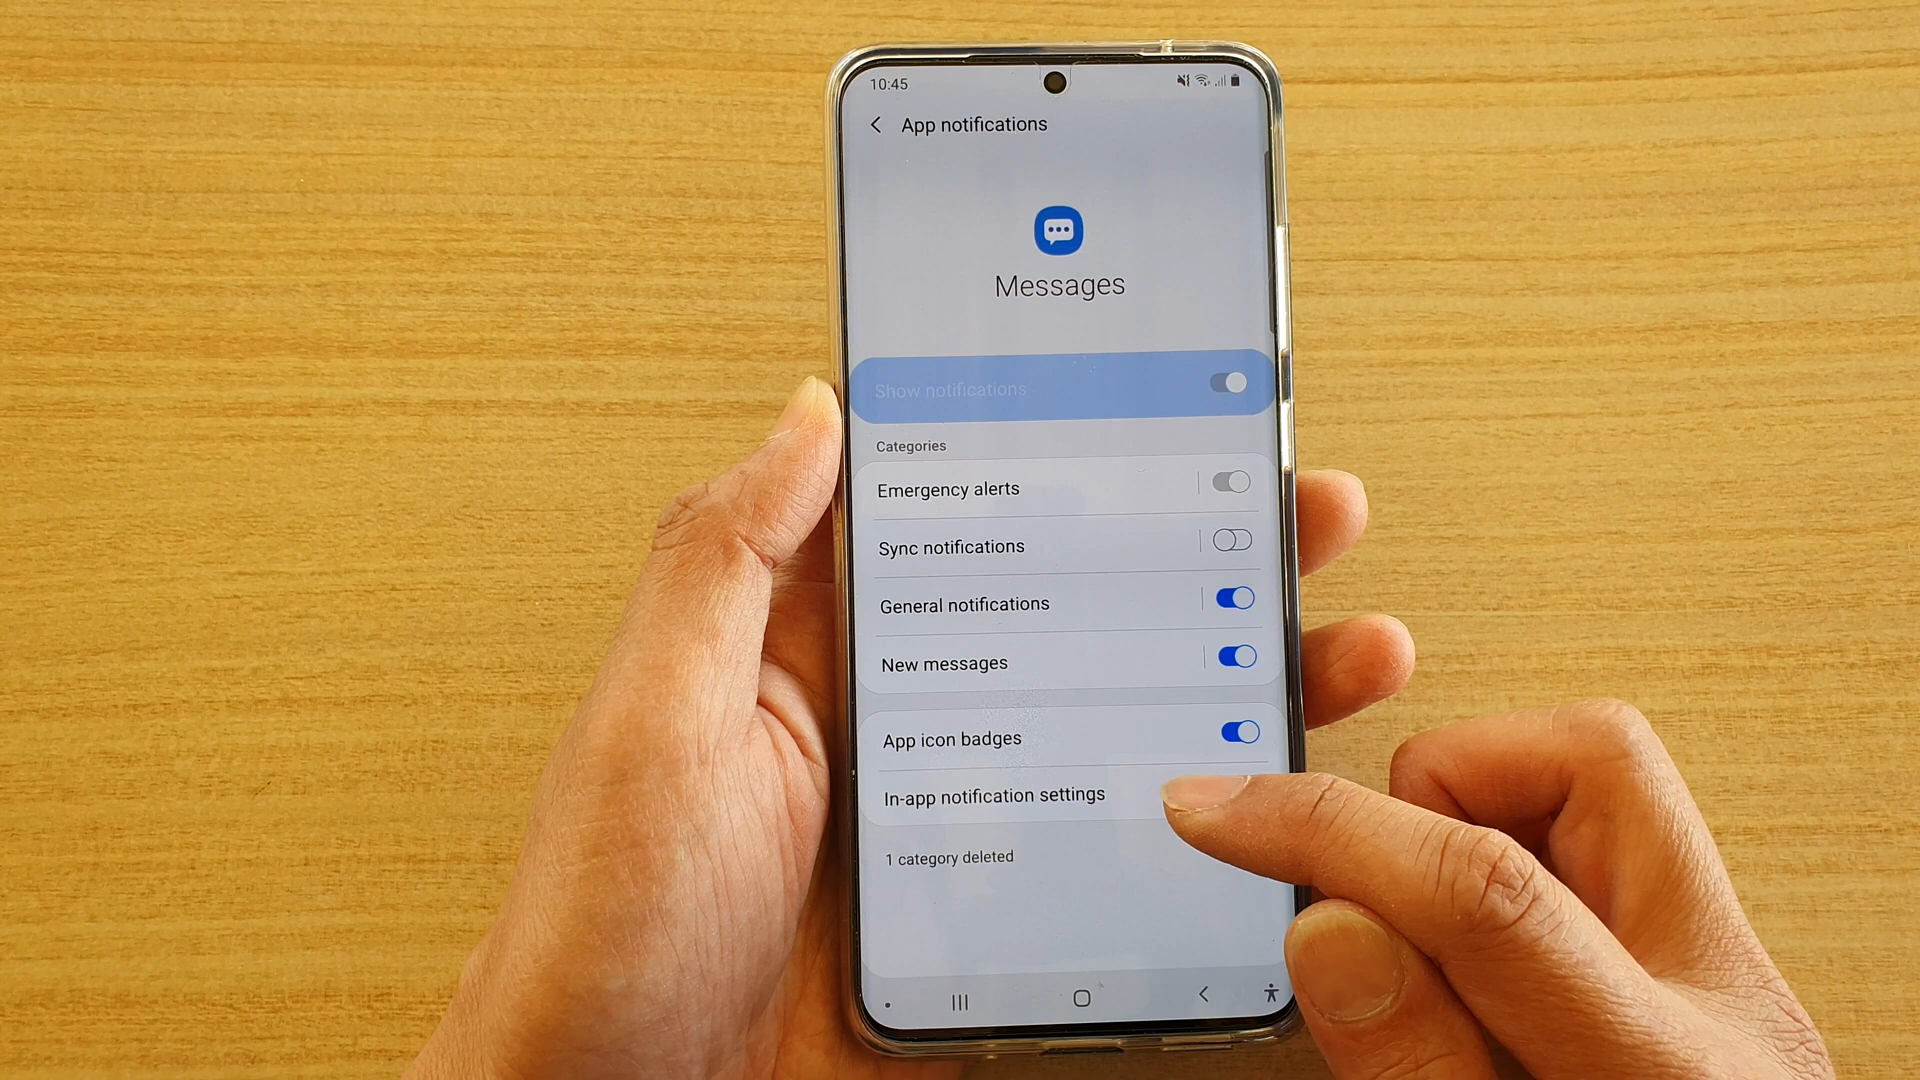 10:45
App notifications
Messages
Show notifications
Categories
Emergency alerts
Sync notifications
General notifications
New messages
App icon badges
In-app notification settings
1 category deleted